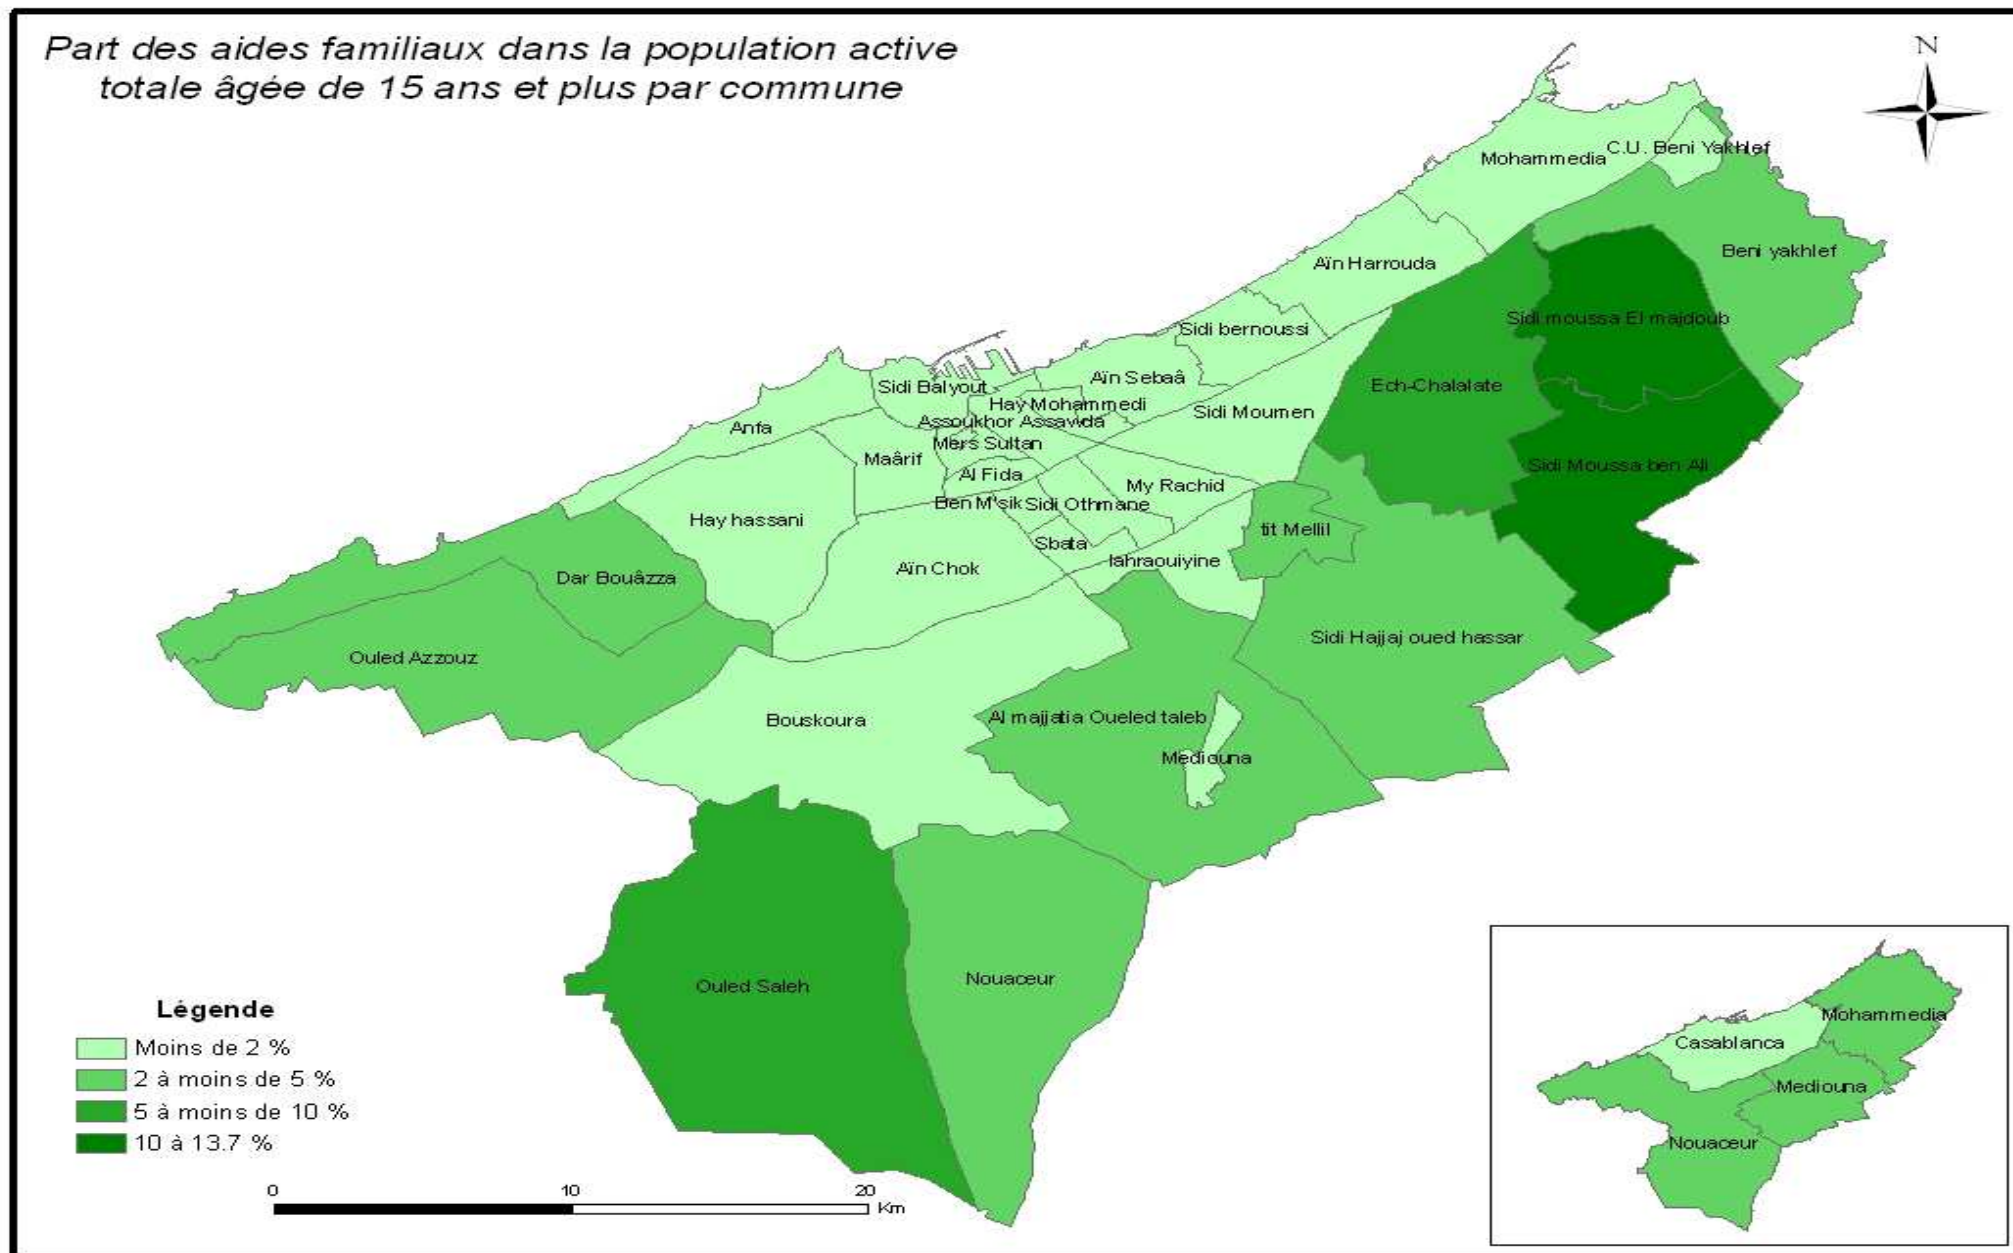 Part des aides familiaux dans la population active
totale âgée de 15 ans et plus par commune
N
Mohammedia
C.U. Beni Yakhlef
Beni yakhlef
Aïn Harrouda
Sidi bernoussi
Sidi moussa El majdoub
Aïn Sebaâ
Sidi Balyout
Ech-Chalalate
Hay Mohammedi
Sidi Moumen
Assoukhor Assawda
Anfa
Mers Sultan
Maârif
Sidi Moussa ben Ali
Al Fida
My Rachid
Ben M'sik
Sidi Othmane
Hay hassani
tit Mellil
Sbata
lahraouiyine
Aïn Chok
Dar Bouâzza
Sidi Hajjaj oued hassar
Ouled Azzouz
Bouskoura
Al majjatia Oueled taleb
Mediouna
Ouled Saleh
Nouaceur
Légende
Moins de 2 %
2 à moins de 5 %
5 à moins de 10 %
10 à 13.7 %
0 10 20
Km
Mohammedia
Casablanca
Mediouna
Nouaceur